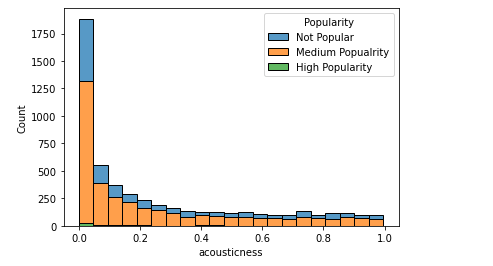 Popularity
Not Popular
Medium Popualrity
High Popularity
Count
1750
1500
1250
1000
750
500
250
0
0.0 0.2 0.4 0.6 0.8 1.0
acousticness